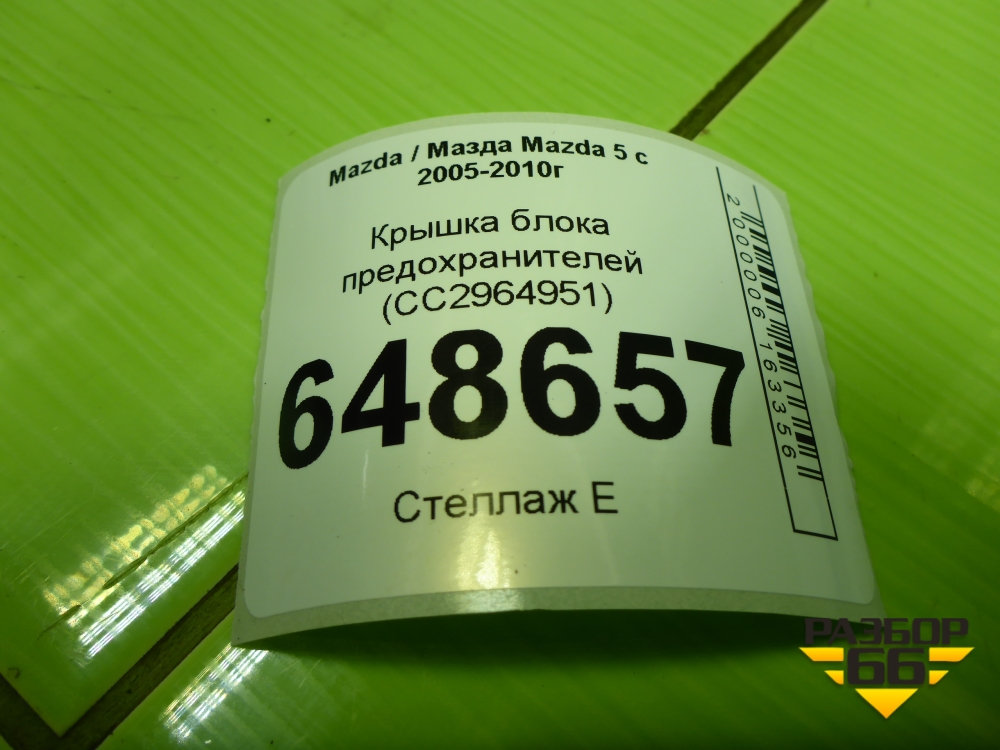 Mazda / Мазда Mazda 5 с
2005-2010г
Крышка блока
предохранителей
(CC2964951)
648657
Стеллаж Е
2000006163356
РАЗБОР
66